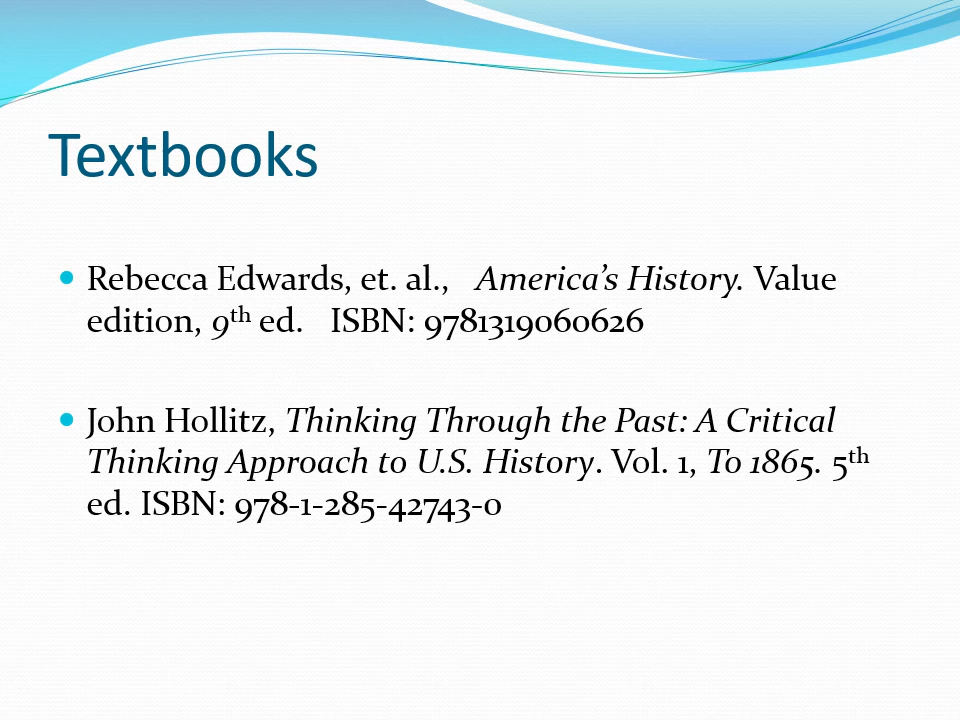 Textbooks
Rebecca Edwards, et. al.,   America’s History. Value
edition, 9th ed.   ISBN: 9781319060626
John Hollitz, Thinking Through the Past: A Critical
Thinking Approach to U.S. History. Vol. 1, To 1865. 5th
ed. ISBN: 978-1-285-42743-0